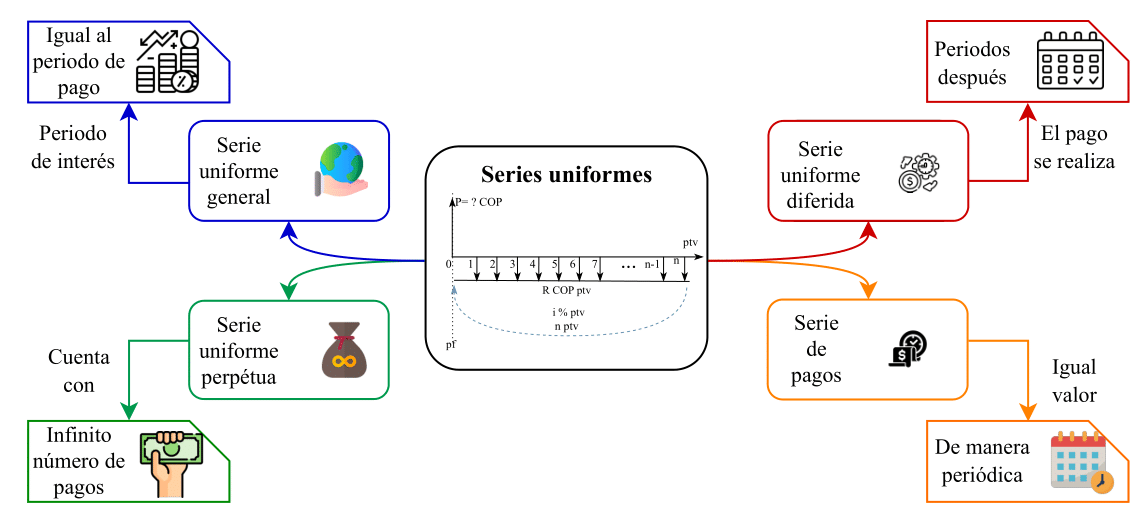 Igual al
periodo de
pago
Periodo
de interés
Serie
uniforme
general
Series uniformes
P= ? COP
ptv
0 1 2 3 4 5 6 7 ... n-1 n
R COP ptv
i % ptv
n ptv
pf
Serie
uniforme
perpétua
Cuenta
con
Infinito
número de
pagos
Periodos
después
El pago
se realiza
Serie
uniforme
diferida
Serie
de
pagos
Igual
valor
De manera
periódica